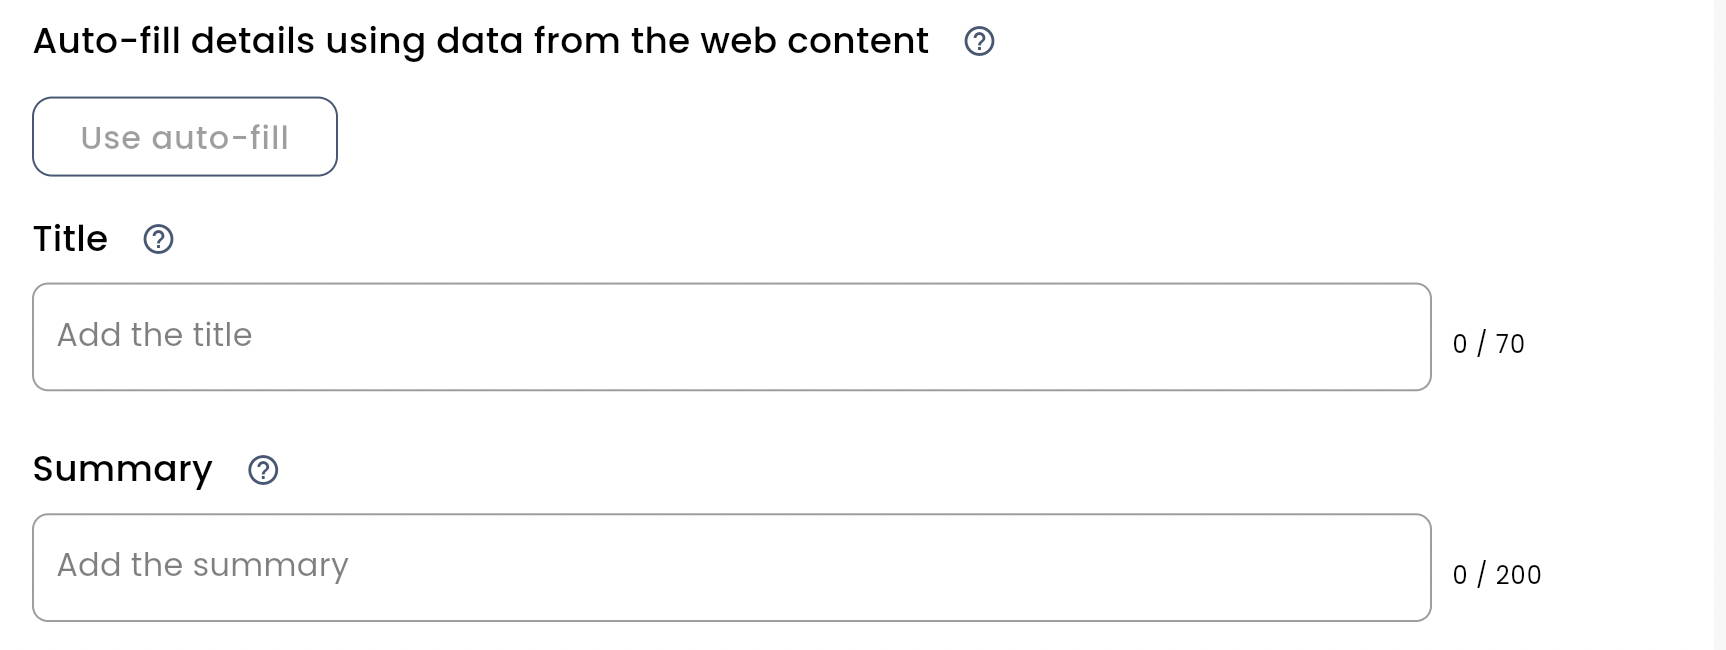 Auto-fill details using data from the web content
Use auto-fill
Title
Add the title
0 / 70
Summary
Add the summary
0 / 200